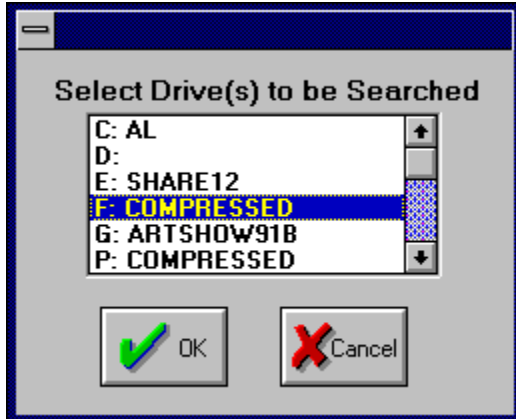 Select Drive(s) to be Searched
C: AL
D:
E: SHARE12
F: COMPRESSED
G: ARTSHOW91B
P: COMPRESSED
OK
Cancel